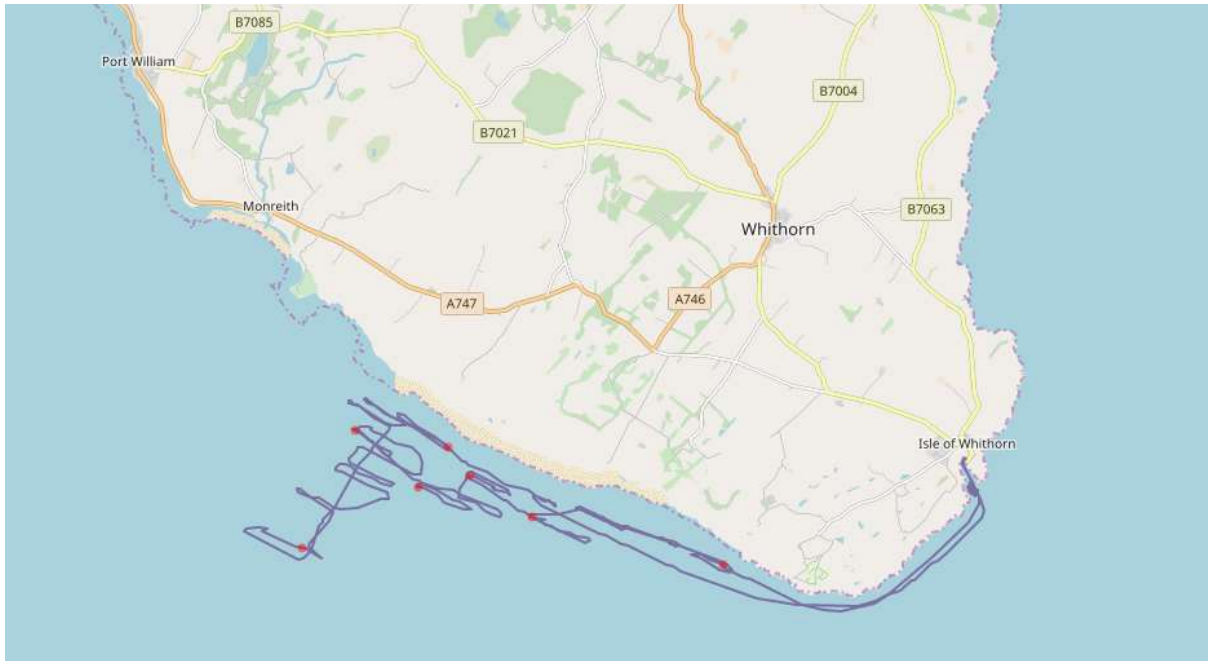 B7085
Port William
B7004
B7021
Monreith
B7063
Whithorn
A747
A746
Isle of Whithorn